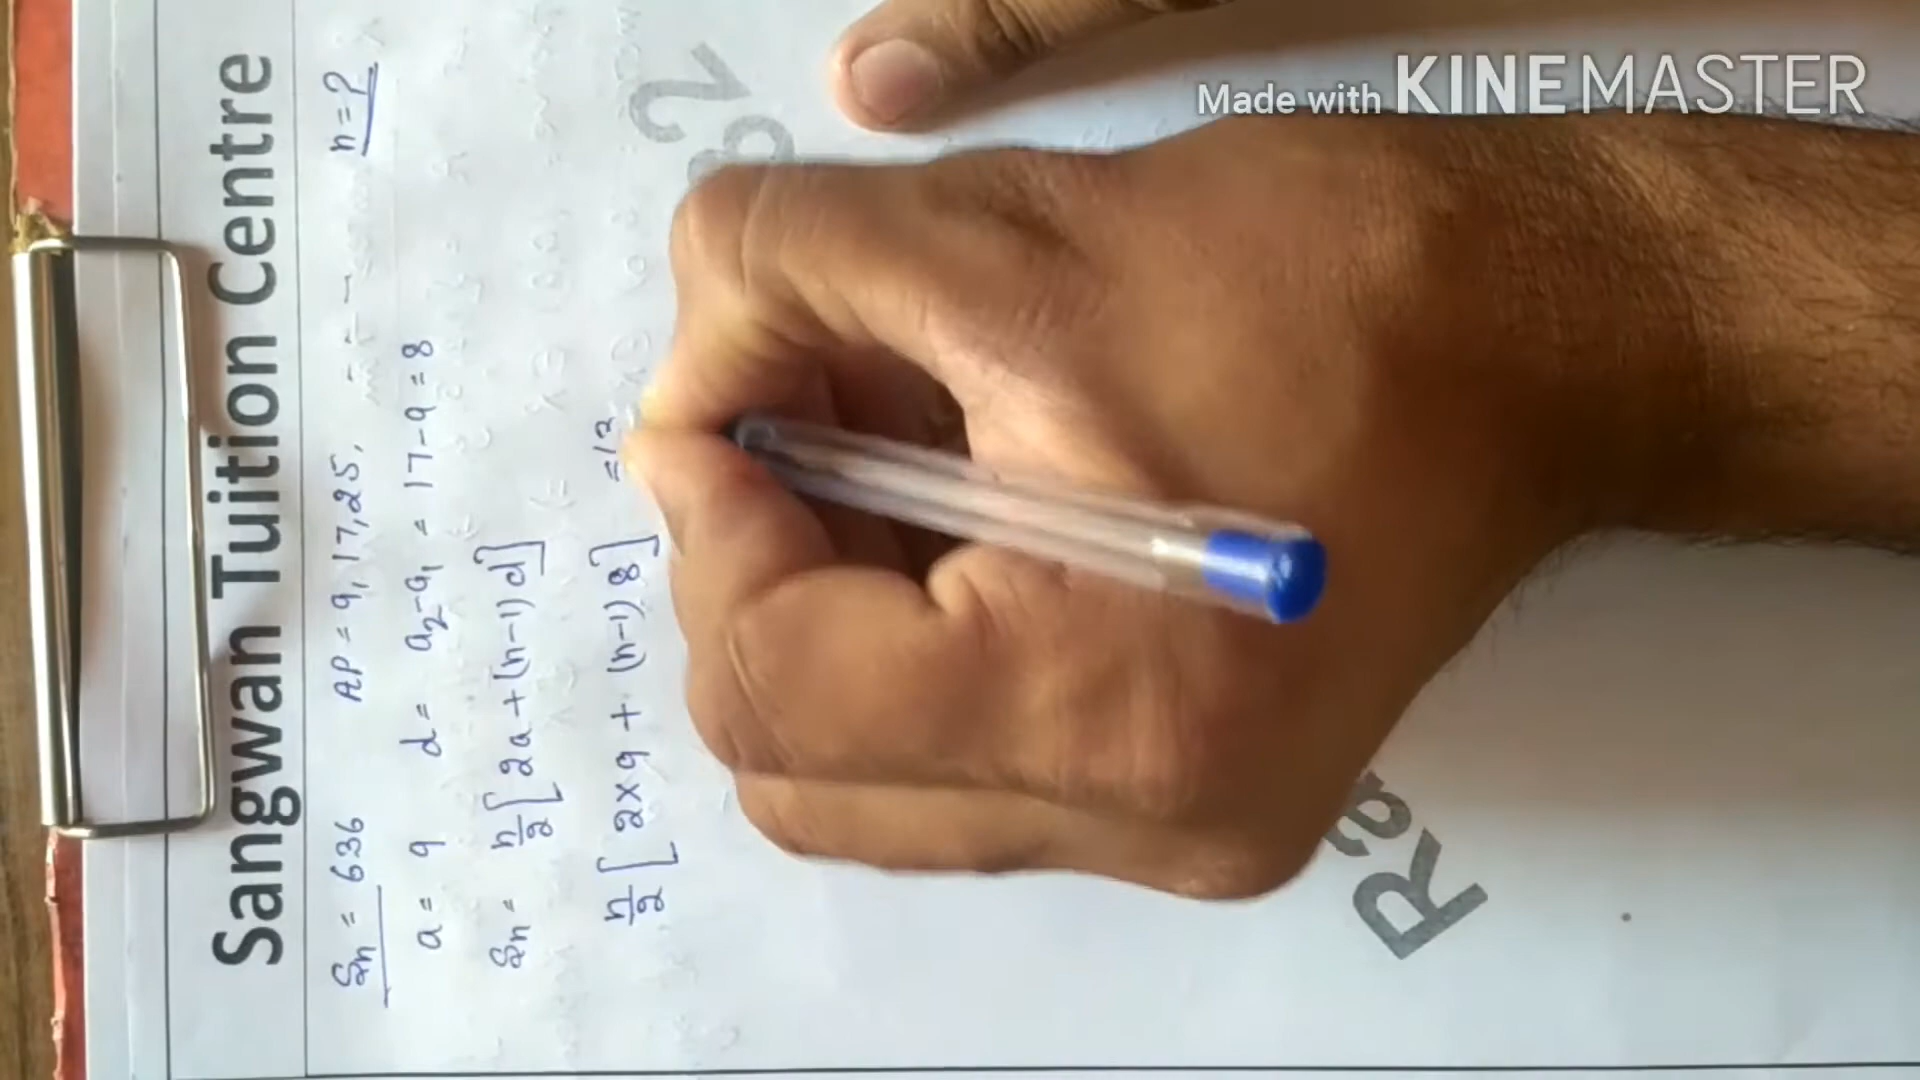 Made with KINEMASTER
Sangwan Tuition Centre
Sn = 636 AP = 9, 17, 25, - - - n = ?
a = 9 d = a2-a1 = 17-9 = 8
Sn = n/2 [2a + (n-1) d]
n/2 [2x9 + (n-1) 8]